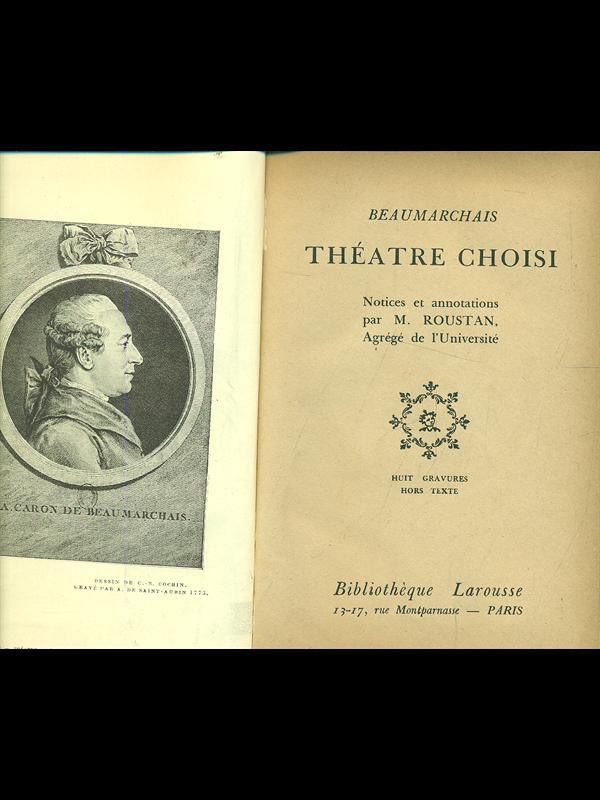 A. CARON DE BEAUMARCHAIS.
DESSIN DE C.-N. COCHIN,
GRAVÉ PAR A. DE SAINT-AUBIN 1773.
BEAUMARCHAIS
THÉATRE CHOISI
Notices et annotations
par M. ROUSTAN,
Agrégé de l'Université
HUIT GRAVURES
HORS TEXTE
Bibliothèque Larousse
13-17, rue Montparnasse — PARIS